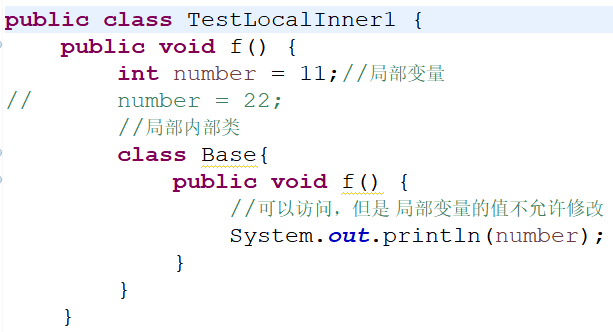 public class TestLocalInner1 {
    public void f() {
        int number = 11;//局部变量
//      number = 22;
        //局部内部类
        class Base{
            public void f() {
                //可以访问，但是 局部变量的值不允许修改
                System.out.println(number);
            }
        }
    }